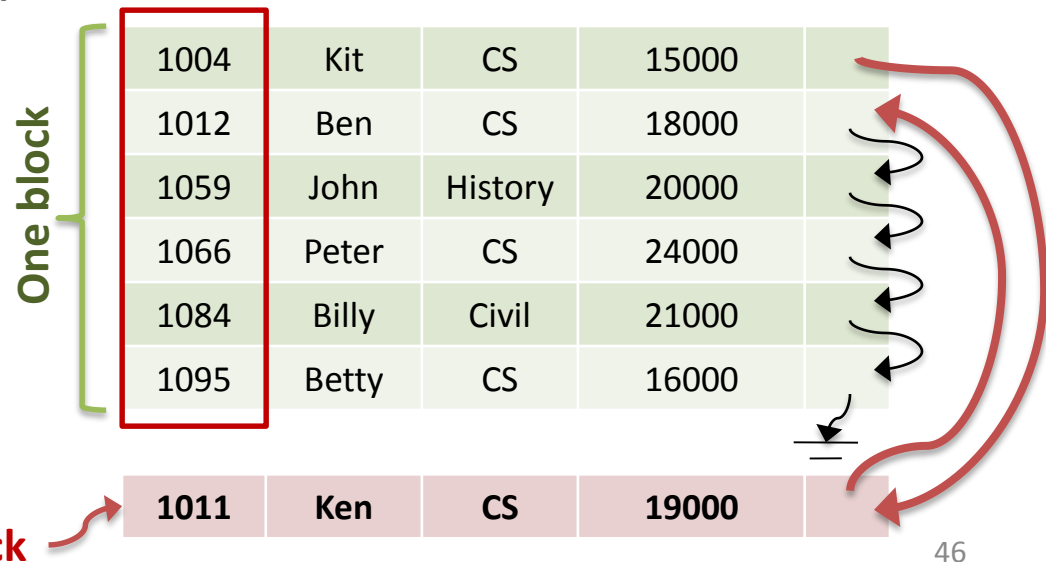 One block
1004 Kit CS 15000
1012 Ben CS 18000
1059 John History 20000
1066 Peter CS 24000
1084 Billy Civil 21000
1095 Betty CS 16000
1011 Ken CS 19000
46